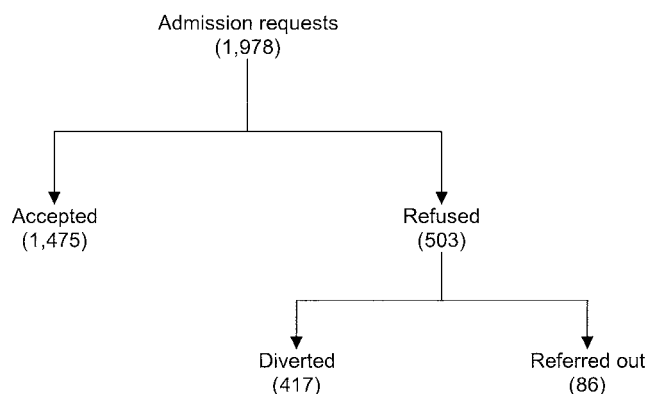 Admission requests
(1,978)
Accepted
(1,475)
Refused
(503)
Diverted
(417)
Referred out
(86)